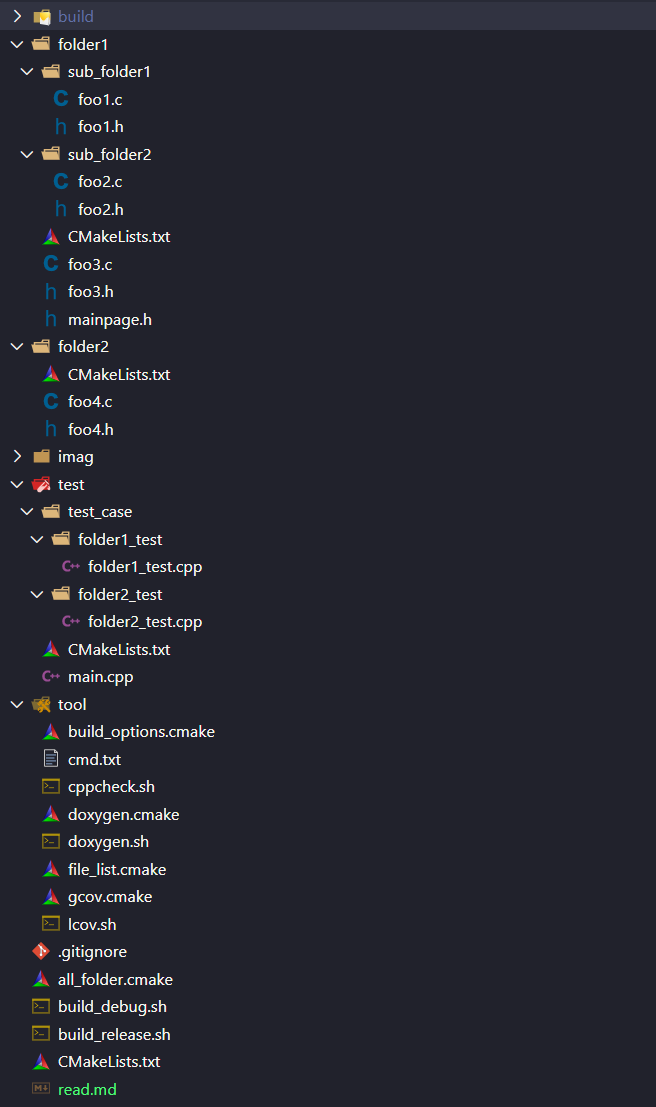 build
folder1
sub_folder1
C foo1.c
h foo1.h
sub_folder2
C foo2.c
h foo2.h
CMakeLists.txt
C foo3.c
h foo3.h
h mainpage.h
folder2
CMakeLists.txt
C foo4.c
h foo4.h
imag
test
test_case
folder1_test
C++ folder1_test.cpp
folder2_test
C++ folder2_test.cpp
CMakeLists.txt
C++ main.cpp
tool
build_options.cmake
cmd.txt
cppcheck.sh
doxygen.cmake
doxygen.sh
file_list.cmake
gcov.cmake
lcov.sh
.gitignore
all_folder.cmake
build_debug.sh
build_release.sh
CMakeLists.txt
M↓ read.md